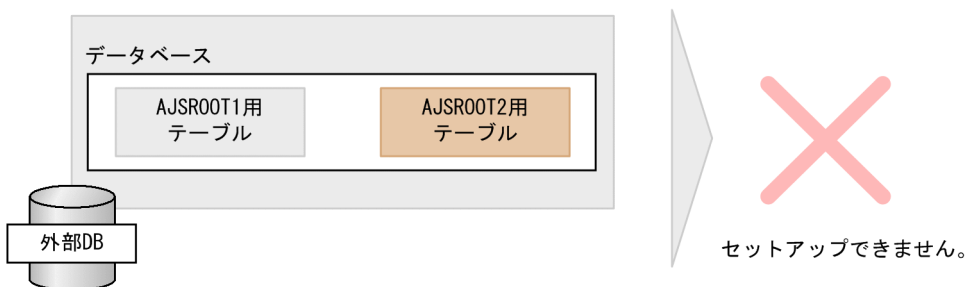 データベース
AJSROOT1用
テーブル
AJSROOT2用
テーブル
外部DB
セットアップできません。